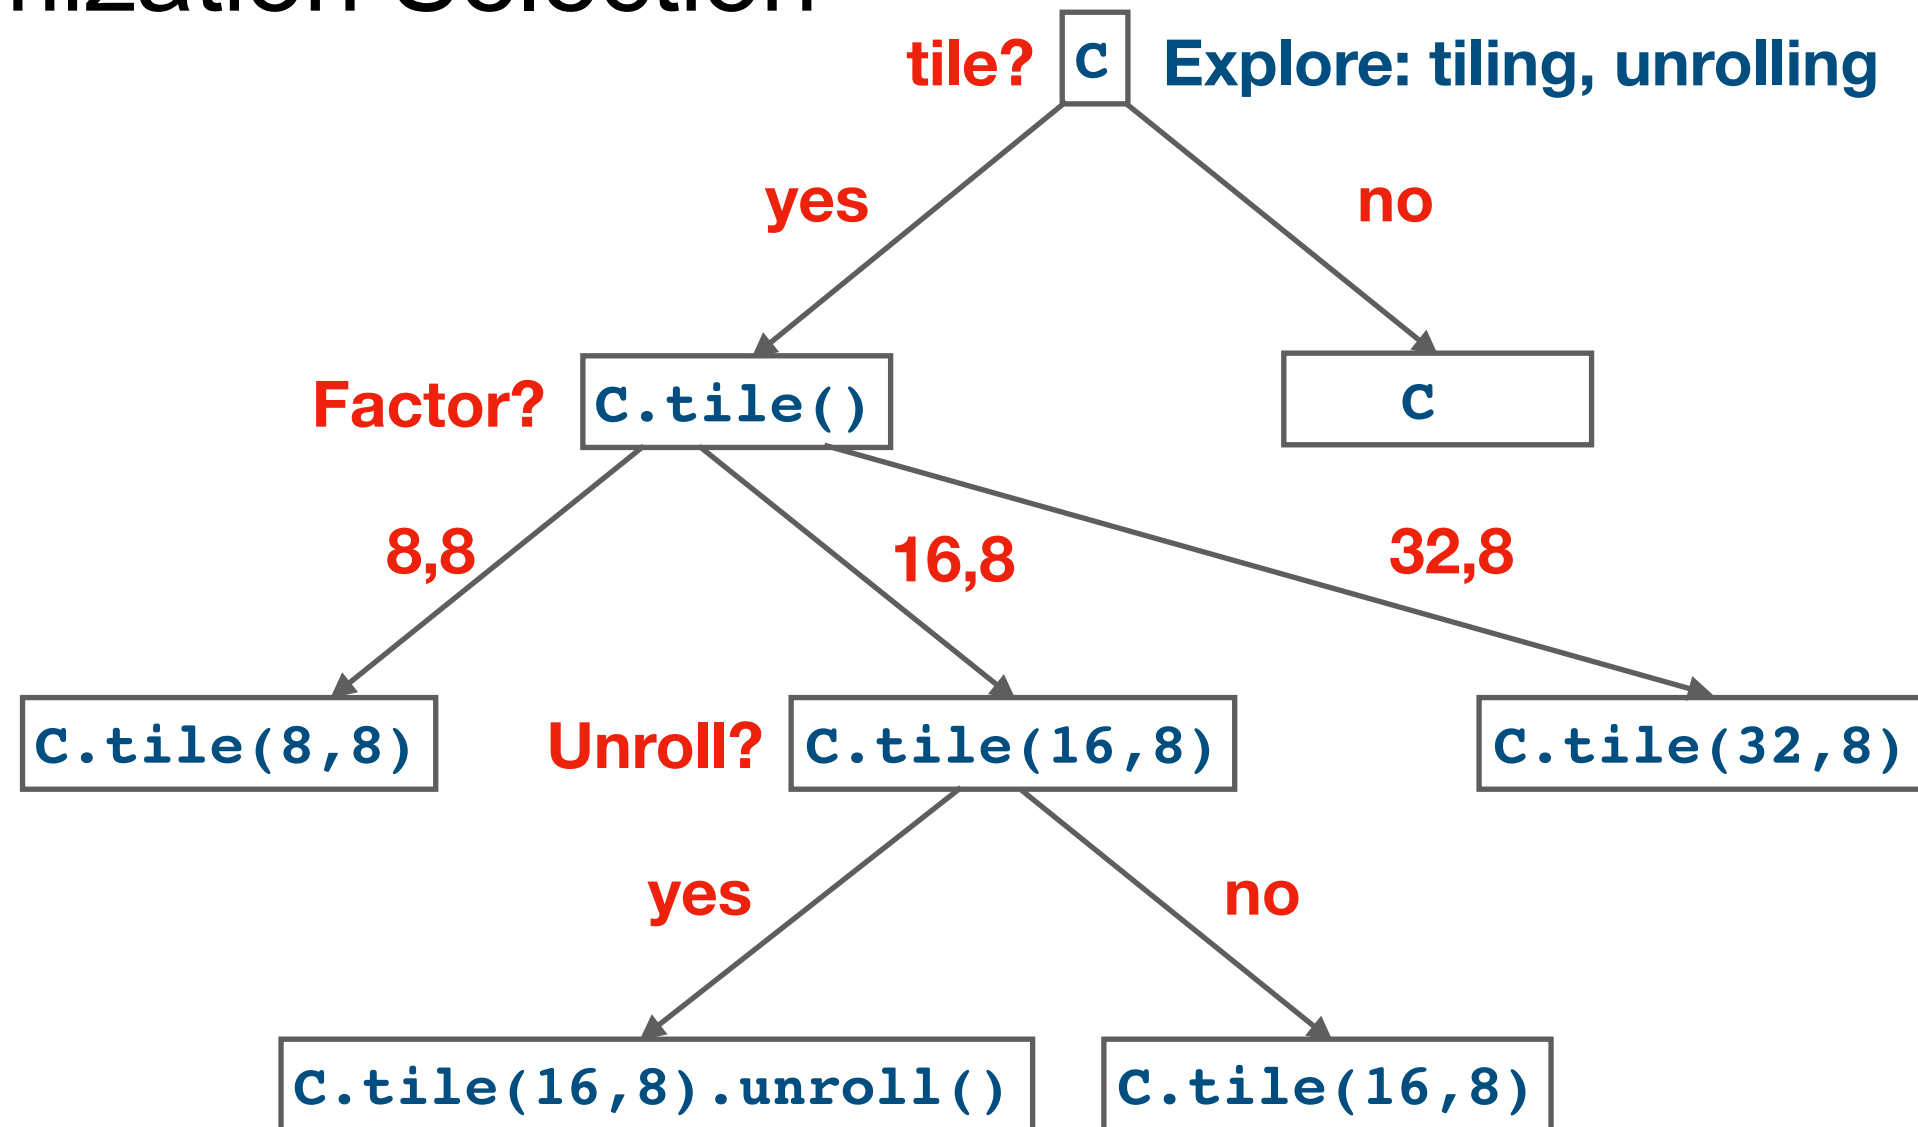 Selection
tile? C Explore: tiling, unrolling
yes no
Factor? C.tile() C
8,8 16,8 32,8
C.tile(8,8) Unroll? C.tile(16,8) C.tile(32,8)
yes no
C.tile(16,8).unroll() C.tile(16,8)